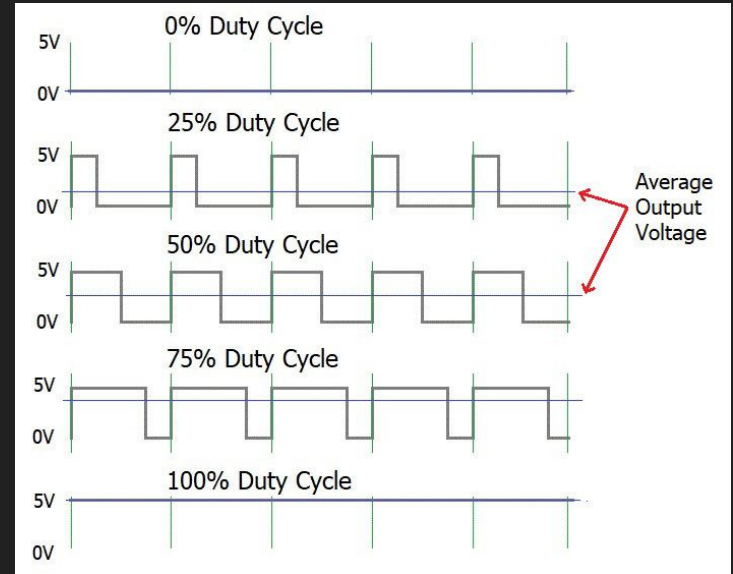 0% Duty Cycle
5V
0V
25% Duty Cycle
5V
0V
Average
Output
Voltage
50% Duty Cycle
5V
0V
75% Duty Cycle
5V
0V
100% Duty Cycle
5V
0V